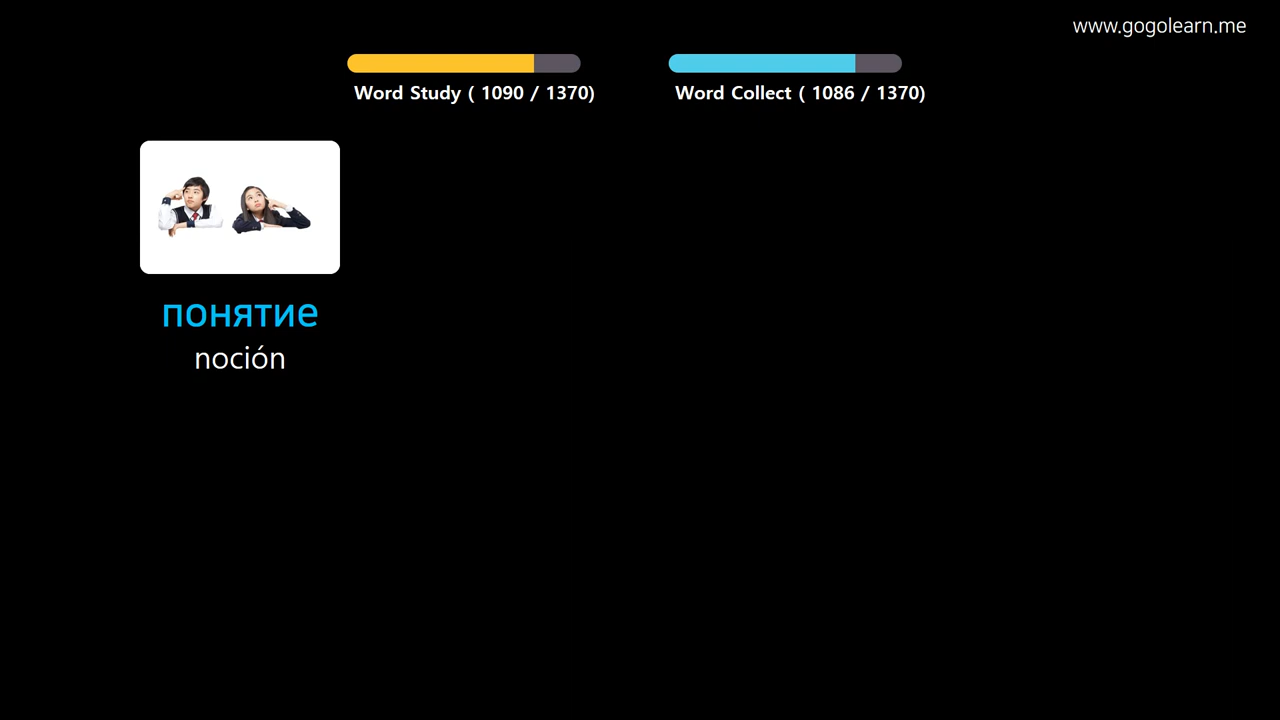 www.gogolearn.me
Word Study ( 1090 / 1370)
Word Collect ( 1086 / 1370)
понятие
noción